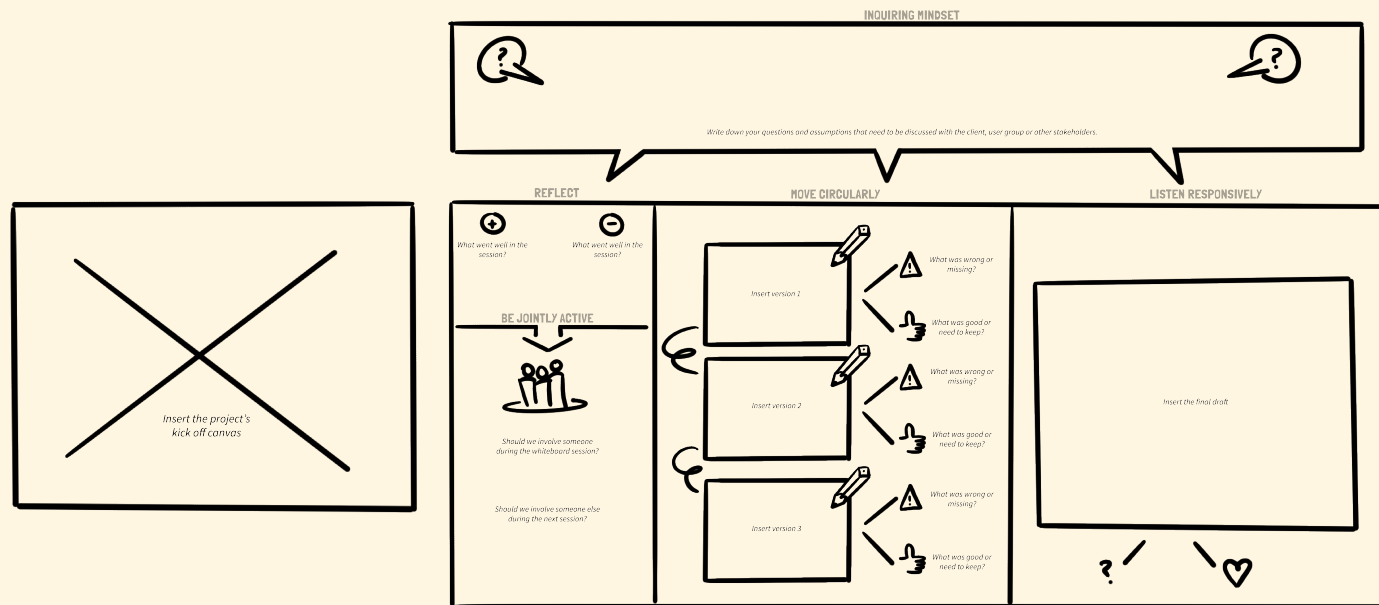 INQUIRING MINDSET
?
?
Write down your questions and assumptions that need to be discussed with the client, user group or other stakeholders.
Insert the project's
kick off canvas
REFLECT
What went well in the
session?
What went well in the
session?
BE JOINTLY ACTIVE
Should we involve someone
during the whiteboard session?
Should we involve someone else
during the next session?
MOVE CIRCULARLY
Insert version 1
What was wrong or
missing?
What was good or
need to keep?
Insert version 2
What was wrong or
missing?
What was good or
need to keep?
Insert version 3
What was wrong or
missing?
What was good or
need to keep?
LISTEN RESPONSIVELY
Insert the final draft
?